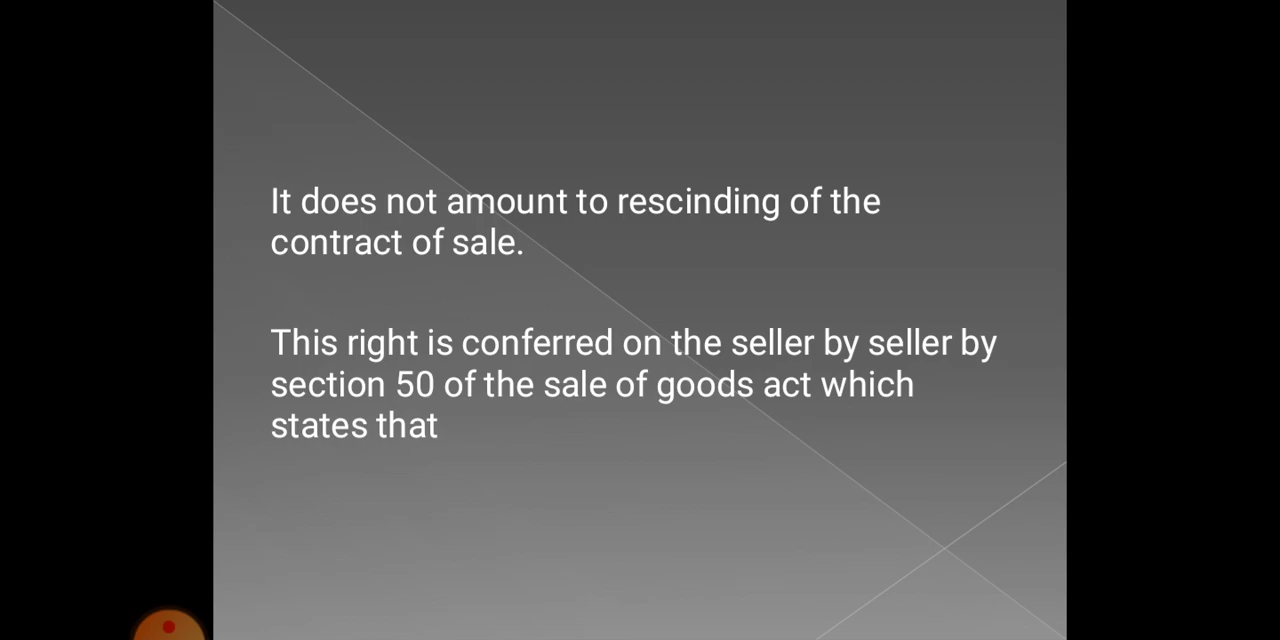 It does not amount to rescinding of the
contract of sale.
This right is conferred on the seller by seller by
section 50 of the sale of goods act which
states that